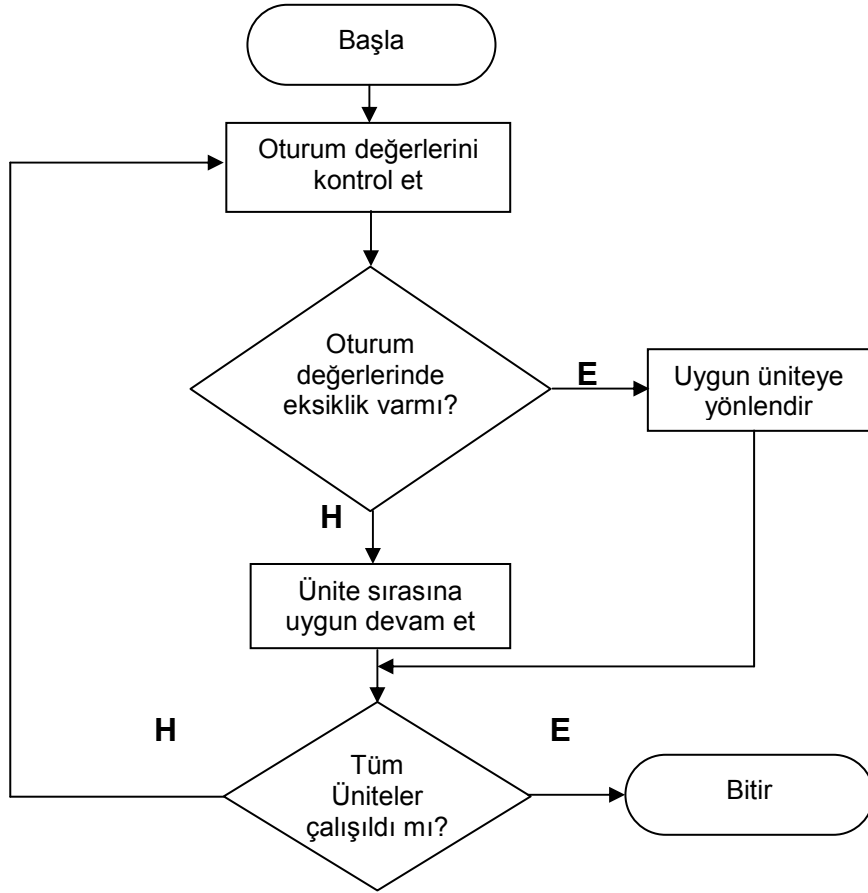 Başla
Oturum değerlerini
kontrol et
Oturum
değerlerinde
eksiklik varmı?
E
Uygun üniteye
yönlendir
H
Ünite sırasına
uygun devam et
H
E
Tüm
Üniteler
çalışıldı mı?
Bitir